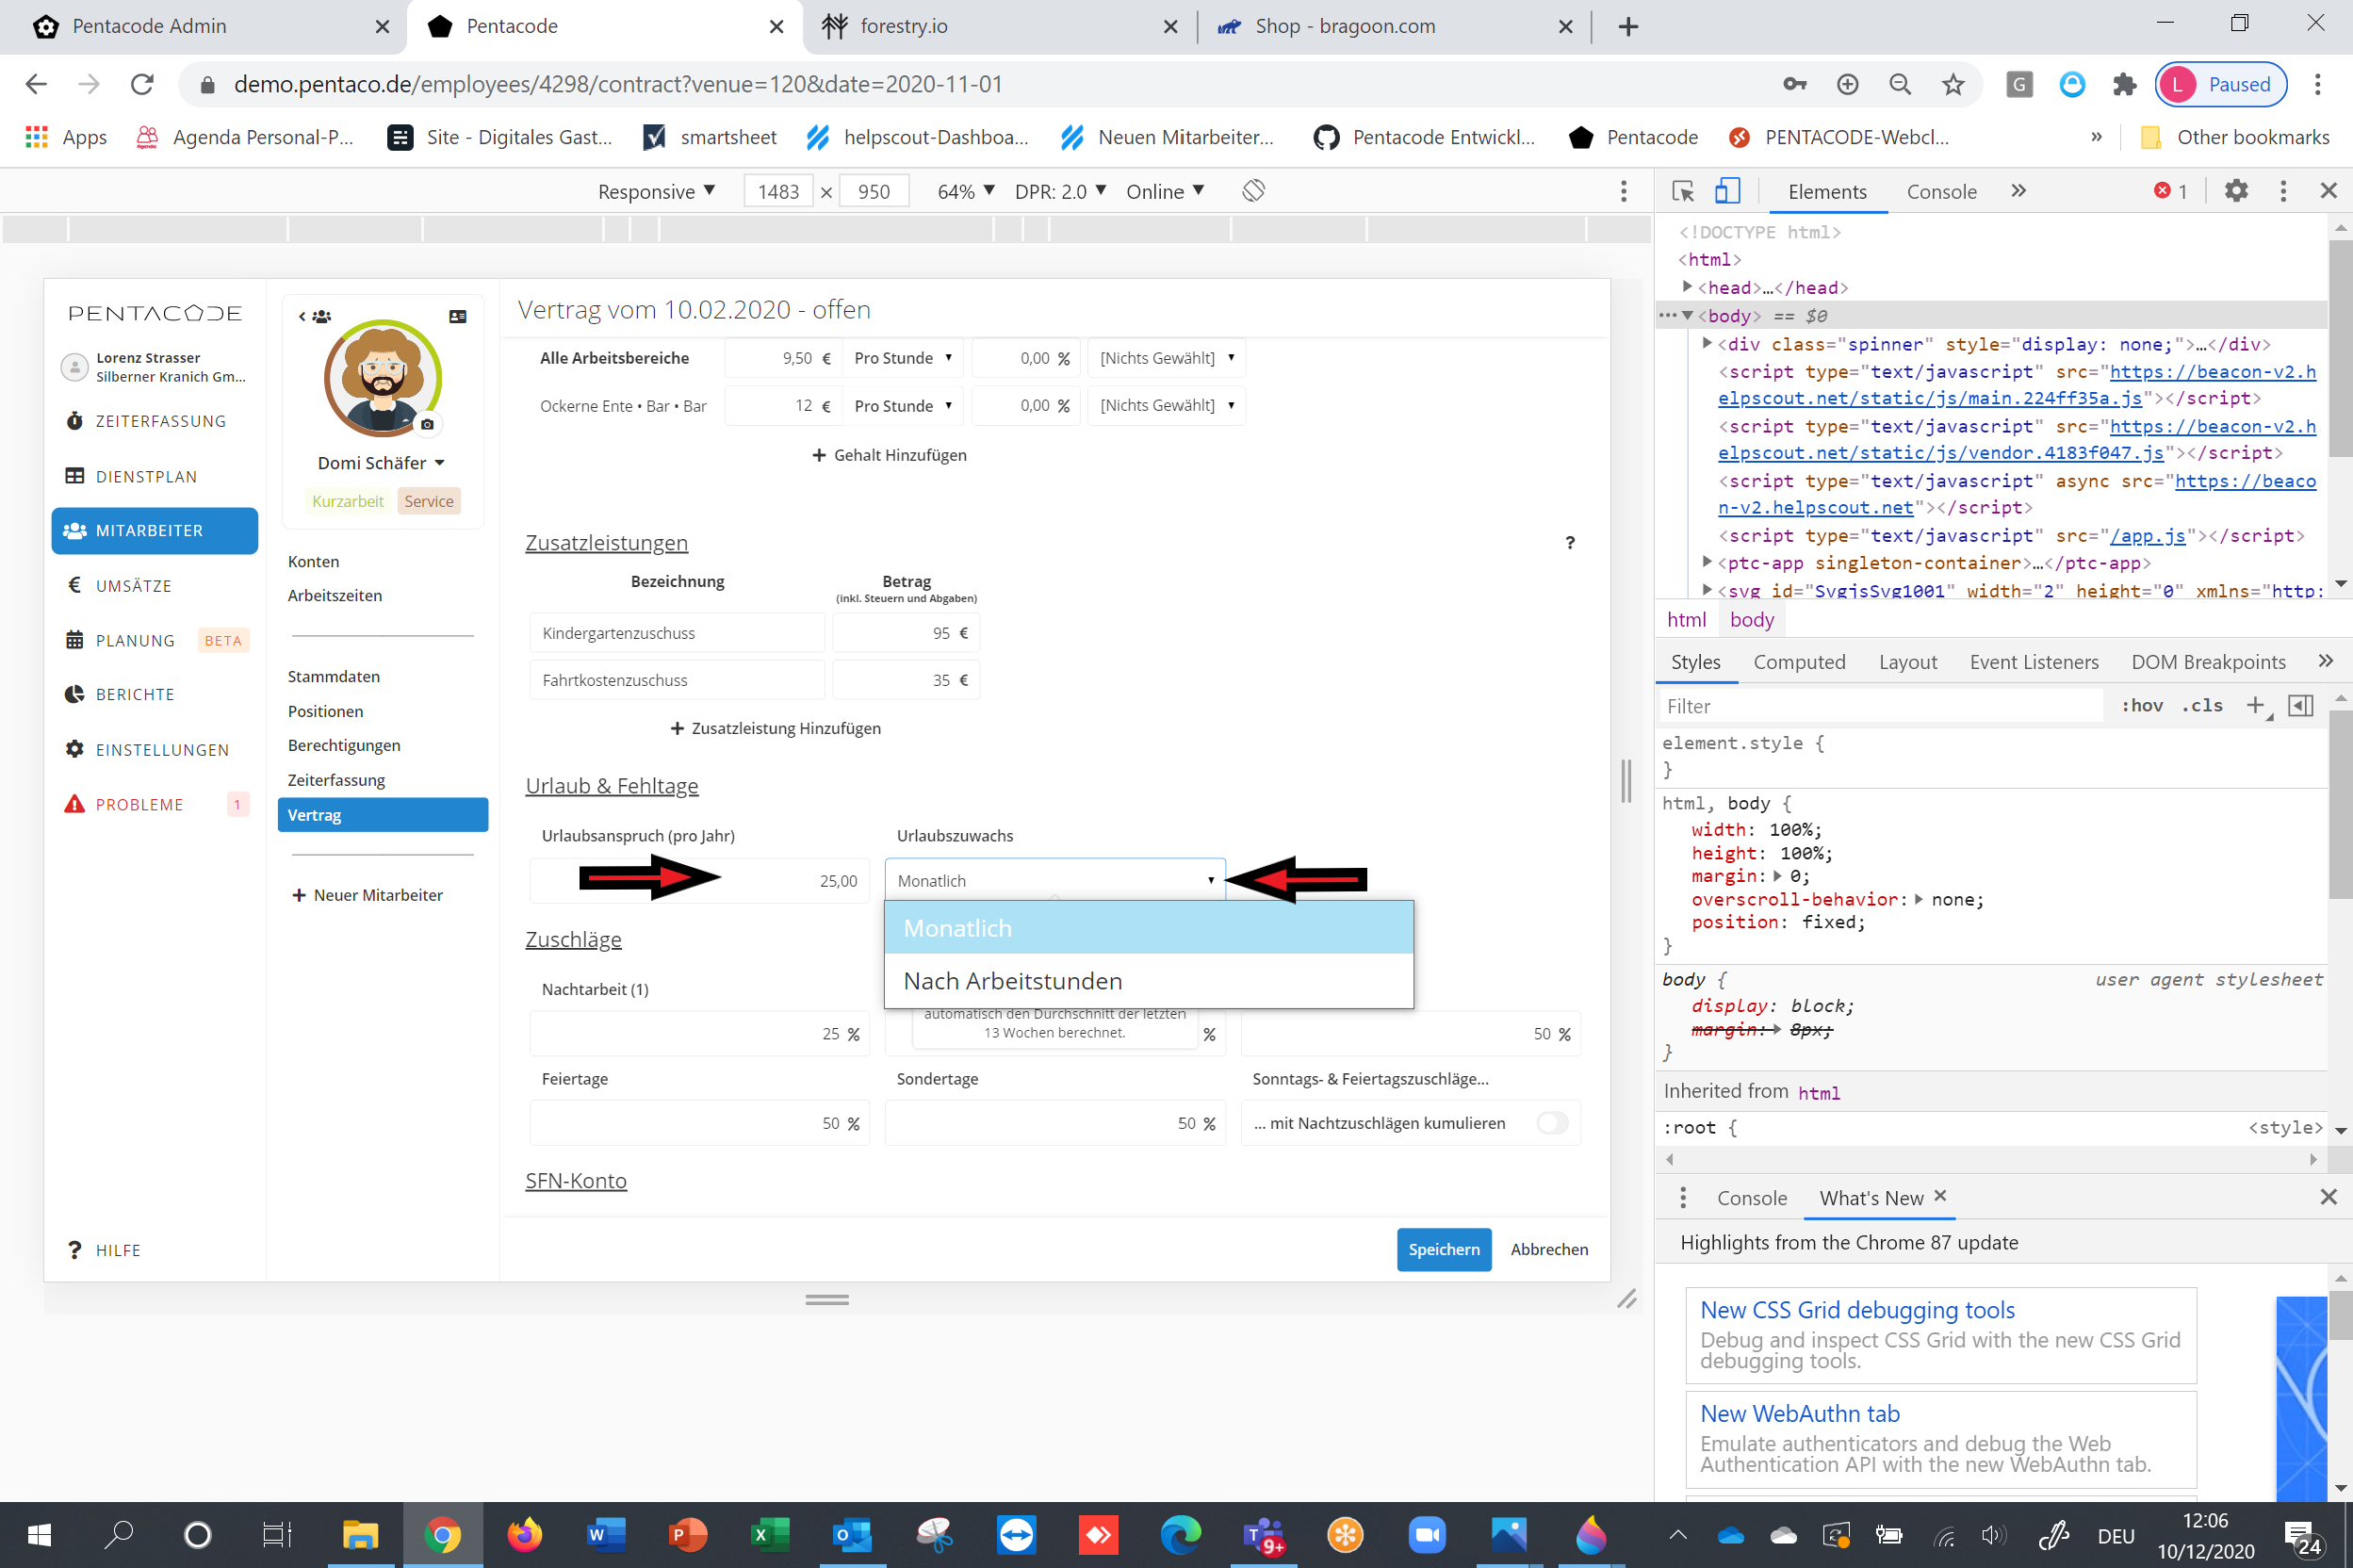 Pentacode Admin
Pentacode
forestry.io
Shop - bragoon.com
demo.pentaco.de/employees/4298/contract?venue=120&date=2020-11-01
G
L Paused
Apps
Agenda Personal-P...
Site - Digitales Gast...
smartsheet
helpscout-Dashboa...
Neuen Mitarbeiter...
Pentacode Entwickl...
Pentacode
PENTACODE-Webcl...
»
Other bookmarks
Responsive ▼ 1483 × 950 64% ▼ DPR: 2.0 ▼ Online ▼
PENTACODE
Lorenz Strasser
Silberner Kranich Gm...
ZEITERFASSUNG
DIENSTPLAN
MITARBEITER
UMSÄTZE
PLANUNG BETA
BERICHTE
EINSTELLUNGEN
PROBLEME 1
? HILFE
Domi Schäfer
Kurzarbeit Service
Konten
Arbeitszeiten
Stammdaten
Positionen
Berechtigungen
Zeiterfassung
Vertrag
+ Neuer Mitarbeiter
Vertrag vom 10.02.2020 - offen
Alle Arbeitsbereiche 9,50 € Pro Stunde 0,00 % [Nichts Gewählt]
Ockerne Ente • Bar • Bar 12 € Pro Stunde 0,00 % [Nichts Gewählt]
+ Gehalt Hinzufügen
Zusatzleistungen ?
Bezeichnung Betrag
(inkl. Steuern und Abgaben)
Kindergartenzuschuss 95 €
Fahrtkostenzuschuss 35 €
+ Zusatzleistung Hinzufügen
Urlaub & Fehltage
Urlaubsanspruch (pro Jahr) Urlaubszuwachs
25,00 Monatlich
Monatlich
Nach Arbeitstunden
Zuschläge
Nachtarbeit (1)
automatisch den Durchschnitt der letzten
13 Wochen berechnet.
25 % % 50 %
Feiertage Sondertage Sonntags- & Feiertagszuschläge...
50 % 50 % ... mit Nachtzuschlägen kumulieren
SFN-Konto
Speichern Abbrechen
Elements Console » 1
<!DOCTYPE html>
<html>
<head>…</head>
<body> == $0
<div class="spinner" style="display: none;">…</div>
<script type="text/javascript" src="https://beacon-v2.h
elpscout.net/static/js/main.224ff35a.js"></script>
<script type="text/javascript" src="https://beacon-v2.h
elpscout.net/static/js/vendor.4183f047.js"></script>
<script type="text/javascript" async src="https://beaco
n-v2.helpscout.net"></script>
<script type="text/javascript" src="/app.js"></script>
<ptc-app singleton-container>…</ptc-app>
<svg id="SvgjsSvg1001" width="2" height="0" xmlns="http:
html body
Styles Computed Layout Event Listeners DOM Breakpoints »
Filter :hov .cls +
element.style {
}
html, body {
width: 100%;
height: 100%;
margin: 0;
overscroll-behavior: none;
position: fixed;
}
body { user agent stylesheet
display: block;
margin: 8px;
}
Inherited from html
:root { <style>
Console What's New
Highlights from the Chrome 87 update
New CSS Grid debugging tools
Debug and inspect CSS Grid with the new CSS Grid
debugging tools.
New WebAuthn tab
Emulate authenticators and debug the Web
Authentication API with the new WebAuthn tab.
9+
DEU
12:06
10/12/2020
24